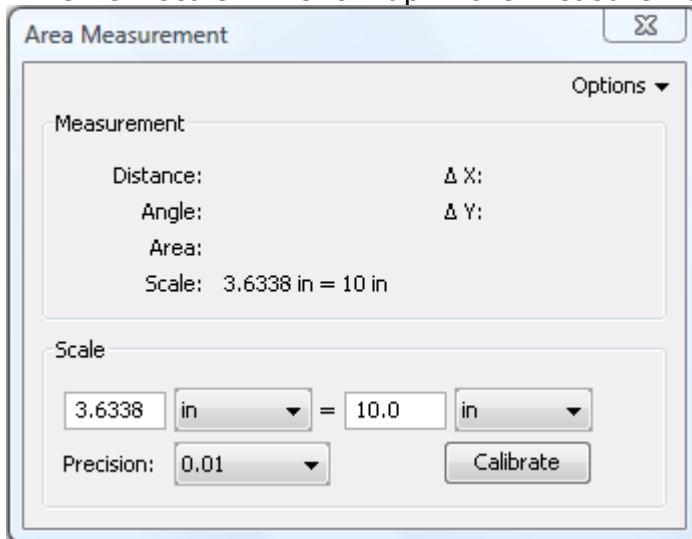 Area Measurement
Options
Measurement
Distance: Δ X:
Angle: Δ Y:
Area:
Scale: 3.6338 in = 10 in
Scale
3.6338 in = 10.0 in
Precision: 0.01 Calibrate